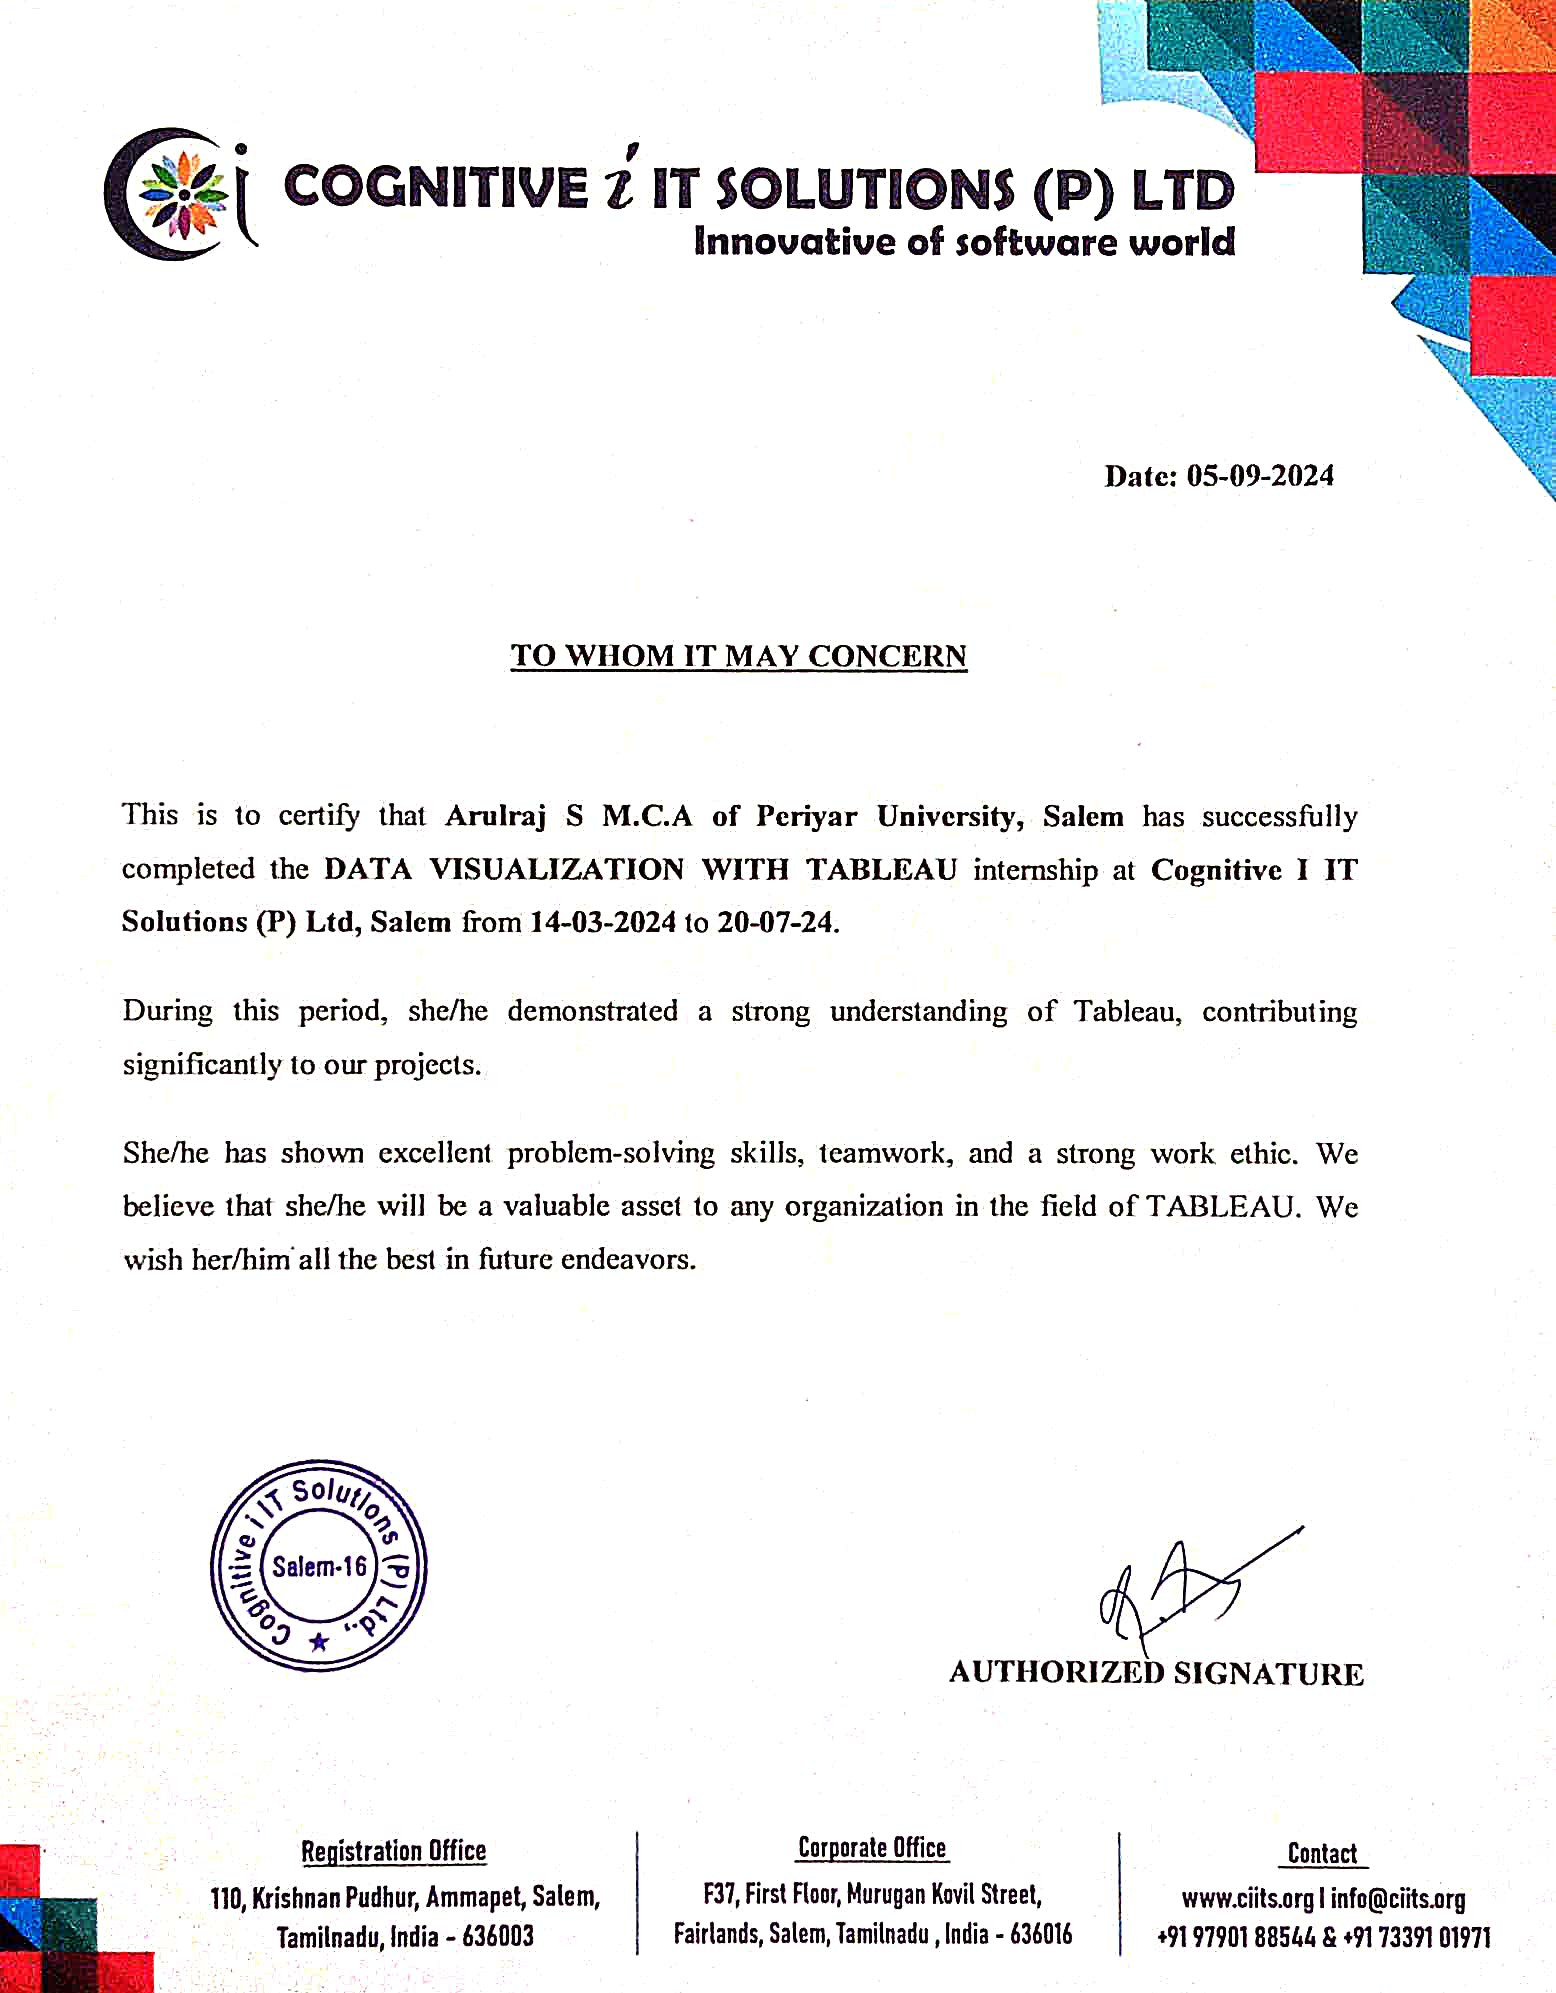 COGNITIVE i IT SOLUTIONS (P) LTD
Innovative of software world
Date: 05-09-2024
TO WHOM IT MAY CONCERN
This is to certify that Arulraj S M.C.A of Periyar University, Salem has successfully
completed the DATA VISUALIZATION WITH TABLEAU internship at Cognitive I IT
Solutions (P) Ltd, Salem from 14-03-2024 to 20-07-24.
During this period, she/he demonstrated a strong understanding of Tableau, contributing
significantly to our projects.
She/he has shown excellent problem-solving skills, teamwork, and a strong work ethic. We
believe that she/he will be a valuable asset to any organization in the field of TABLEAU. We
wish her/him all the best in future endeavors.
Cognitive i IT Solutions (P) Ltd.,
Salem-16
AUTHORIZED SIGNATURE
Registration Office
110, Krishnan Pudhur, Ammapet, Salem,
Tamilnadu, India - 636003
Corporate Office
F37, First Floor, Murugan Kovil Street,
Fairlands, Salem, Tamilnadu , India - 636016
Contact
www.ciits.org | info@ciits.org
+91 97901 88544 & +91 73391 01971